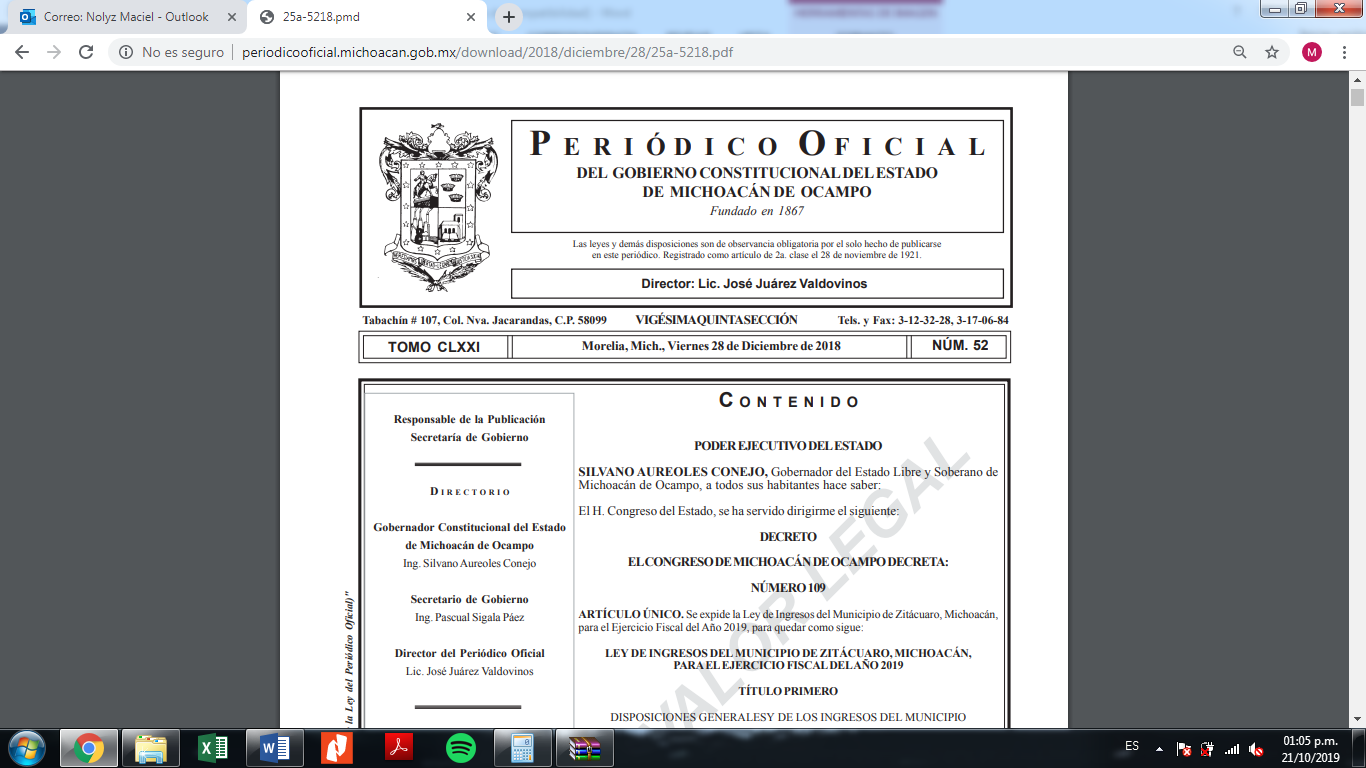 Correo: Nolyz Maciel - Outlook
25a-5218.pmd
No es seguro | periodicooficial.michoacan.gob.mx/download/2018/diciembre/28/25a-5218.pdf
M
PERIÓDICO OFICIAL
DEL GOBIERNO CONSTITUCIONAL DEL ESTADO
DE MICHOACÁN DE OCAMPO
Fundado en 1867
Las leyes y demás disposiciones son de observancia obligatoria por el solo hecho de publicarse
en este periódico. Registrado como artículo de 2a. clase el 28 de noviembre de 1921.
Director: Lic. José Juárez Valdovinos
Tabachín # 107, Col. Nva. Jacarandas, C.P. 58099 VIGÉSIMA QUINTA SECCIÓN Tels. y Fax: 3-12-32-28, 3-17-06-84
TOMO CLXXI Morelia, Mich., Viernes 28 de Diciembre de 2018 NÚM. 52
Responsable de la Publicación
Secretaría de Gobierno
DIRECTORIO
Gobernador Constitucional del Estado
de Michoacán de Ocampo
Ing. Silvano Aureoles Conejo
Secretario de Gobierno
Ing. Pascual Sigala Páez
Director del Periódico Oficial
Lic. José Juárez Valdovinos
la Ley del Periódico Oficial)"
CONTENIDO
PODER EJECUTIVO DEL ESTADO
SILVANO AUREOLES CONEJO, Gobernador del Estado Libre y Soberano de
Michoacán de Ocampo, a todos sus habitantes hace saber:
El H. Congreso del Estado, se ha servido dirigirme el siguiente:
DECRETO
EL CONGRESO DE MICHOACÁN DE OCAMPO DECRETA:
NÚMERO 109
ARTÍCULO ÚNICO. Se expide la Ley de Ingresos del Municipio de Zitácuaro, Michoacán,
para el Ejercicio Fiscal del Año 2019, para quedar como sigue:
LEY DE INGRESOS DEL MUNICIPIO DE ZITÁCUARO, MICHOACÁN,
PARA EL EJERCICIO FISCAL DEL AÑO 2019
TÍTULO PRIMERO
DISPOSICIONES GENERALES Y DE LOS INGRESOS DEL MUNICIPIO
VALOR LEGAL
ES
01:05 p.m.
21/10/2019